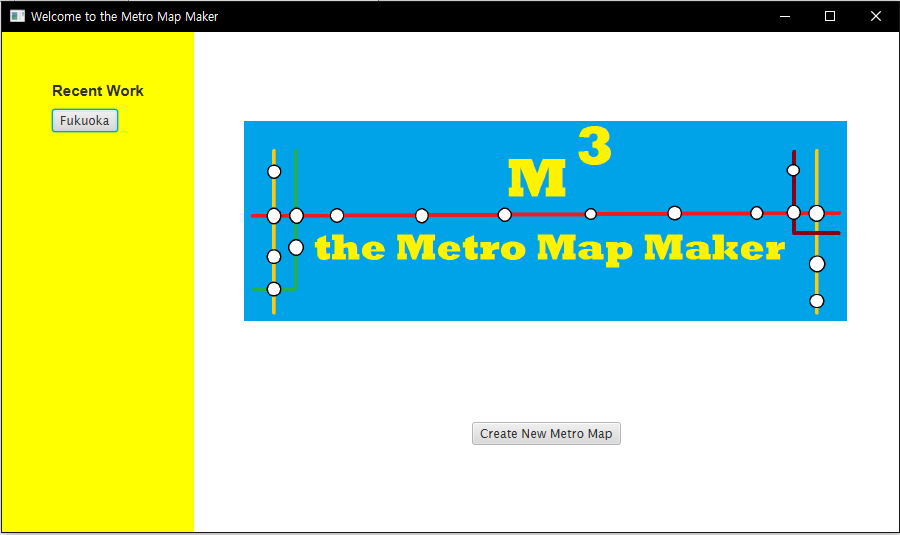 Welcome to the Metro Map Maker
Recent Work
Fukuoka
M 3
the Metro Map Maker
Create New Metro Map